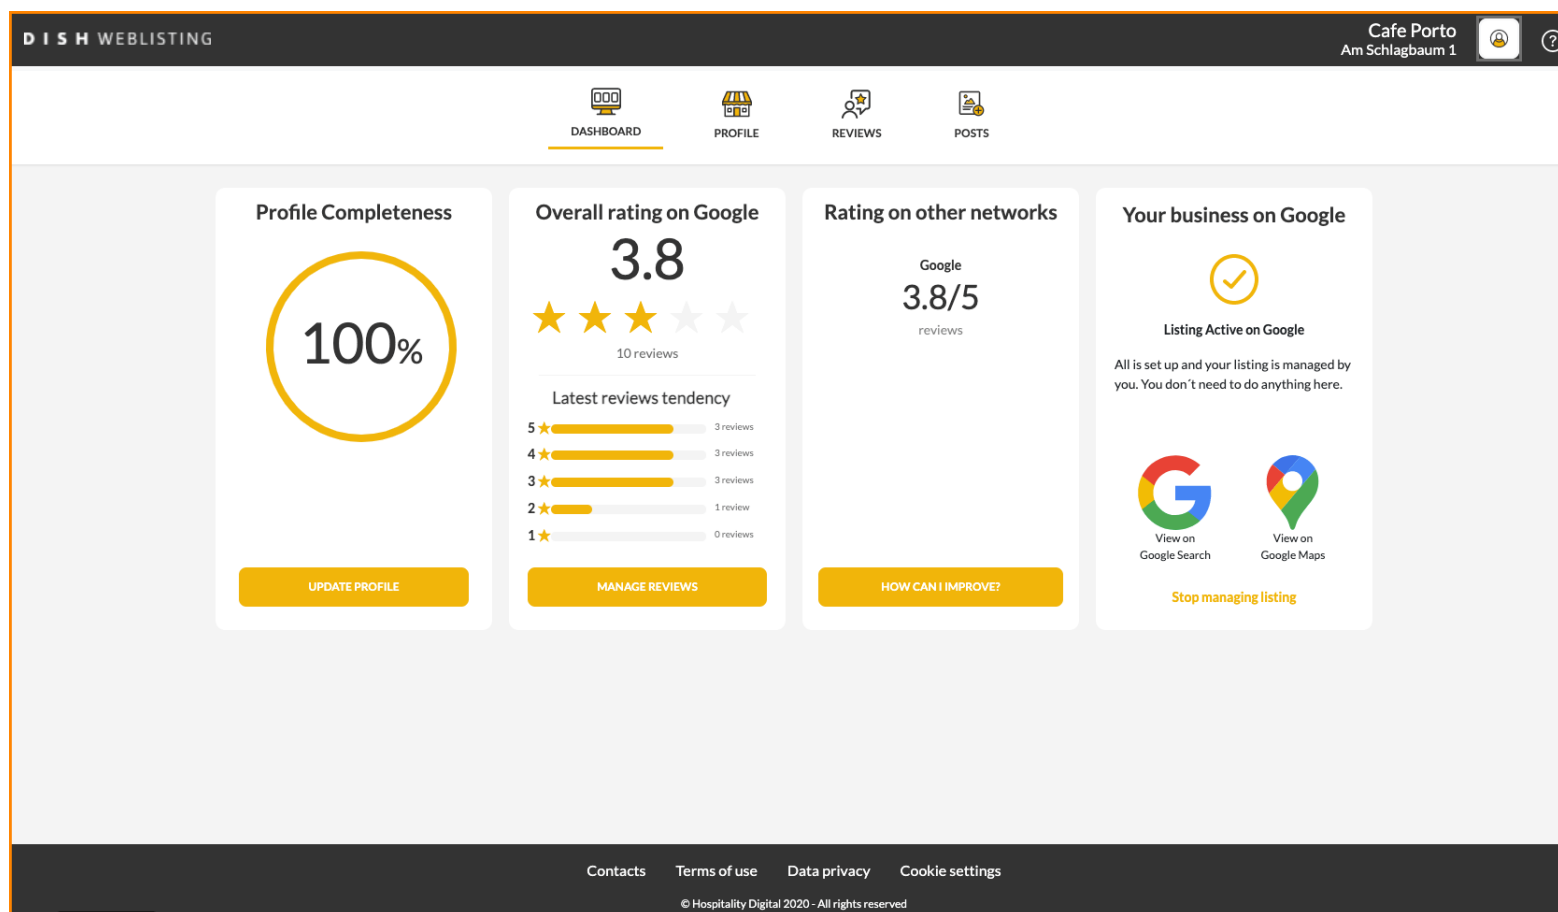 DISH WEBLISTING
Cafe Porto
Am Schlagbaum 1
?
DASHBOARD
PROFILE
REVIEWS
POSTS
Profile Completeness
100%
UPDATE PROFILE
Overall rating on Google
3.8
10 reviews
Latest reviews tendency
5 3 reviews
4 3 reviews
3 3 reviews
2 1 review
1 0 reviews
MANAGE REVIEWS
Rating on other networks
Google
3.8/5
reviews
HOW CAN I IMPROVE?
Your business on Google
Listing Active on Google
All is set up and your listing is managed by
you. You don´t need to do anything here.
View on
Google Search
View on
Google Maps
Stop managing listing
Contacts Terms of use Data privacy Cookie settings
© Hospitality Digital 2020 - All rights reserved